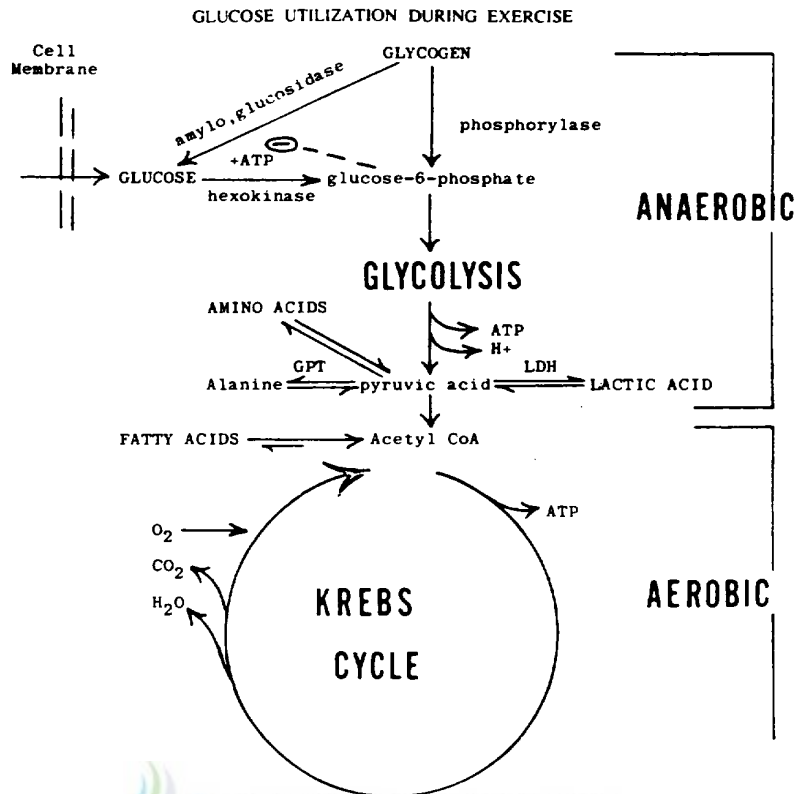 GLUCOSE UTILIZATION DURING EXERCISE
Cell
Membrane
GLYCOGEN
amylo,glucosidase
phosphorylase
+ATP
−
GLUCOSE
hexokinase
glucose-6-phosphate
ANAEROBIC
GLYCOLYSIS
AMINO ACIDS
ATP
H+
GPT
LDH
Alanine
pyruvic acid
LACTIC ACID
FATTY ACIDS
Acetyl CoA
ATP
O2
CO2
H2O
KREBS
CYCLE
AEROBIC